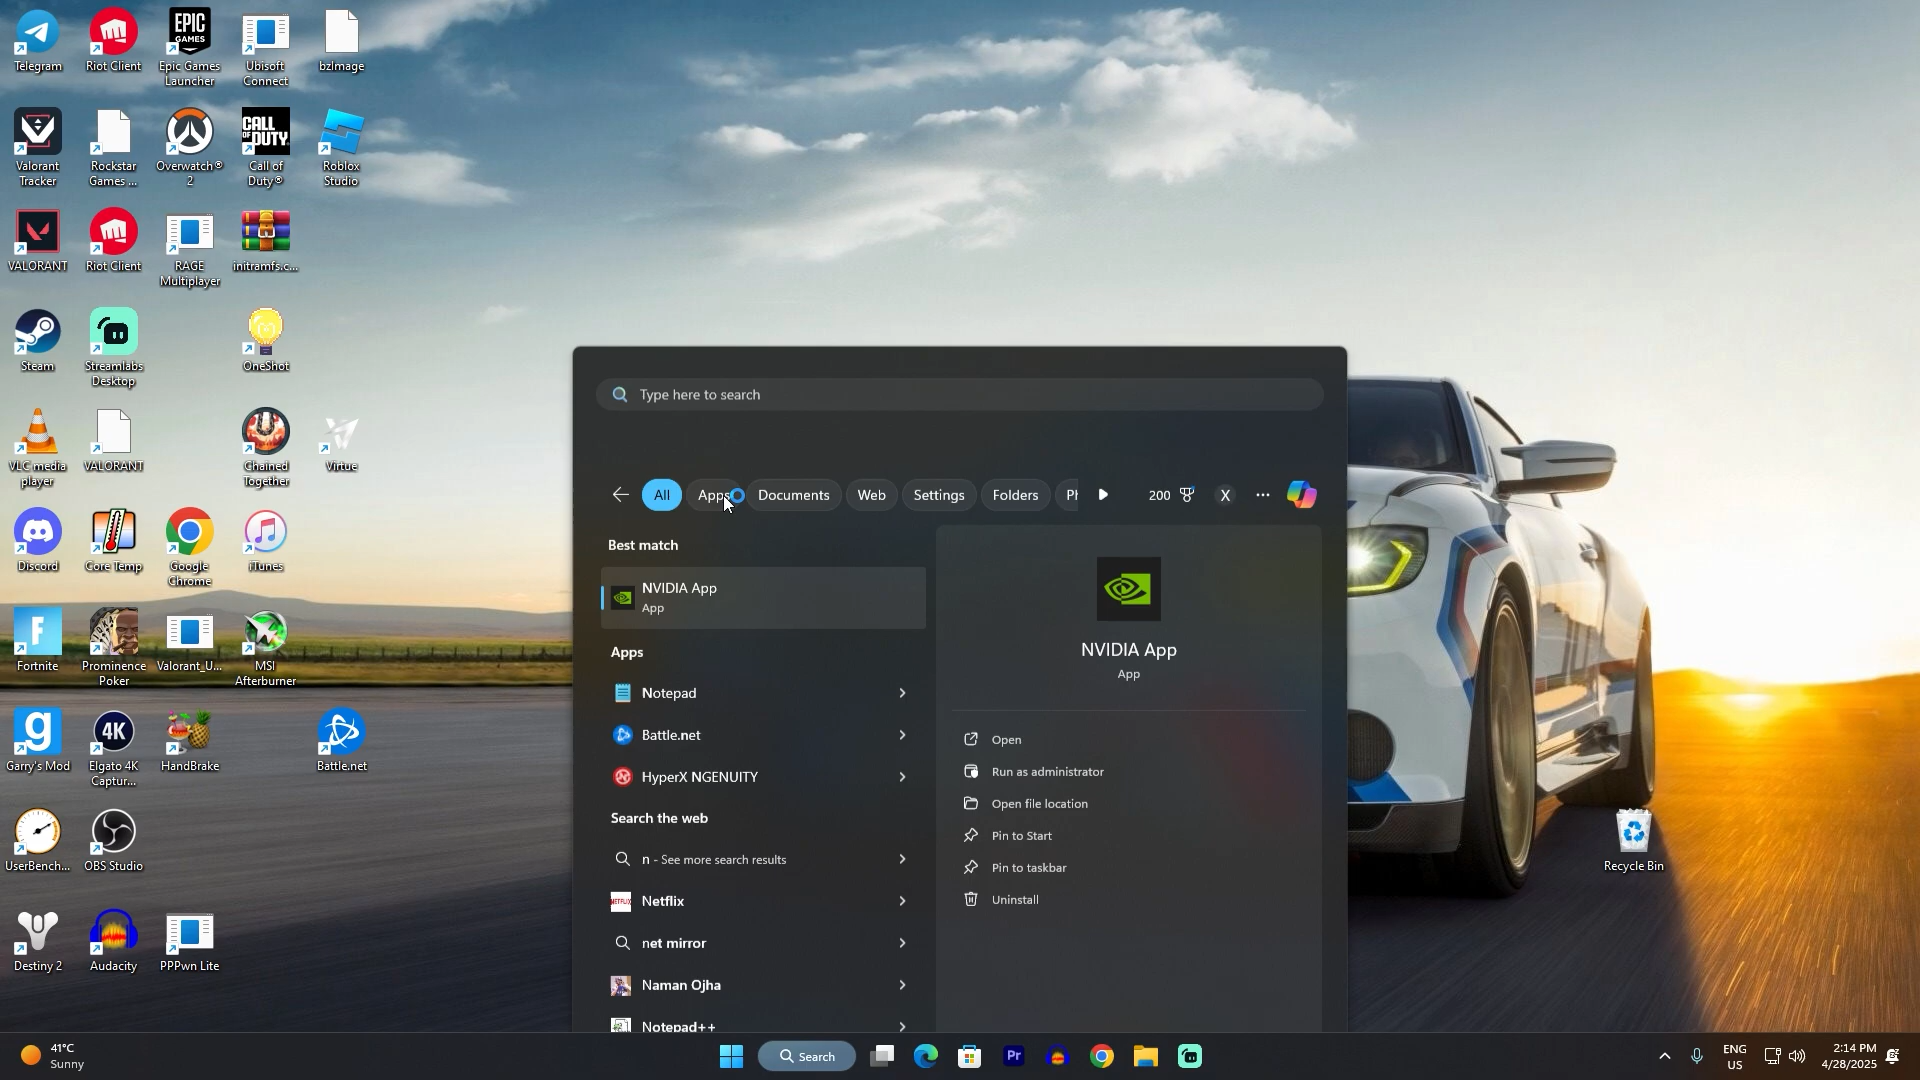 Telegram
Riot Client
EPIC
GAMES
Epic Games
Launcher
Ubisoft
Connect
bzImage
Valorant
Tracker
Rockstar
Games ...
Overwatch®
2
CALL
OF DUTY
Call of
Duty®
Roblox
Studio
VALORANT
Riot Client
RAGE
Multiplayer
initramfs.c...
Steam
Streamlabs
Desktop
OneShot
VLC media
player
VALORANT
Chained
Together
Virtue
Discord
Core Temp
Google
Chrome
iTunes
Fortnite
Prominence
Poker
Valorant_U...
MSI
Afterburner
Garry's Mod
4K
Elgato 4K
Captur...
HandBrake
Battle.net
UserBench...
OBS Studio
Destiny 2
Audacity
PPPwn Lite
Recycle Bin
Type here to search
All
Apps
Documents
Web
Settings
Folders
Ph
200
X
Best match
NVIDIA App
App
Apps
Notepad
Battle.net
HyperX NGENUITY
Search the web
n - See more search results
Netflix
net mirror
Naman Ojha
Notepad++
NVIDIA App
App
Open
Run as administrator
Open file location
Pin to Start
Pin to taskbar
Uninstall
41°C
Sunny
Search
Pr
ENG
US
2:14 PM
4/28/2025